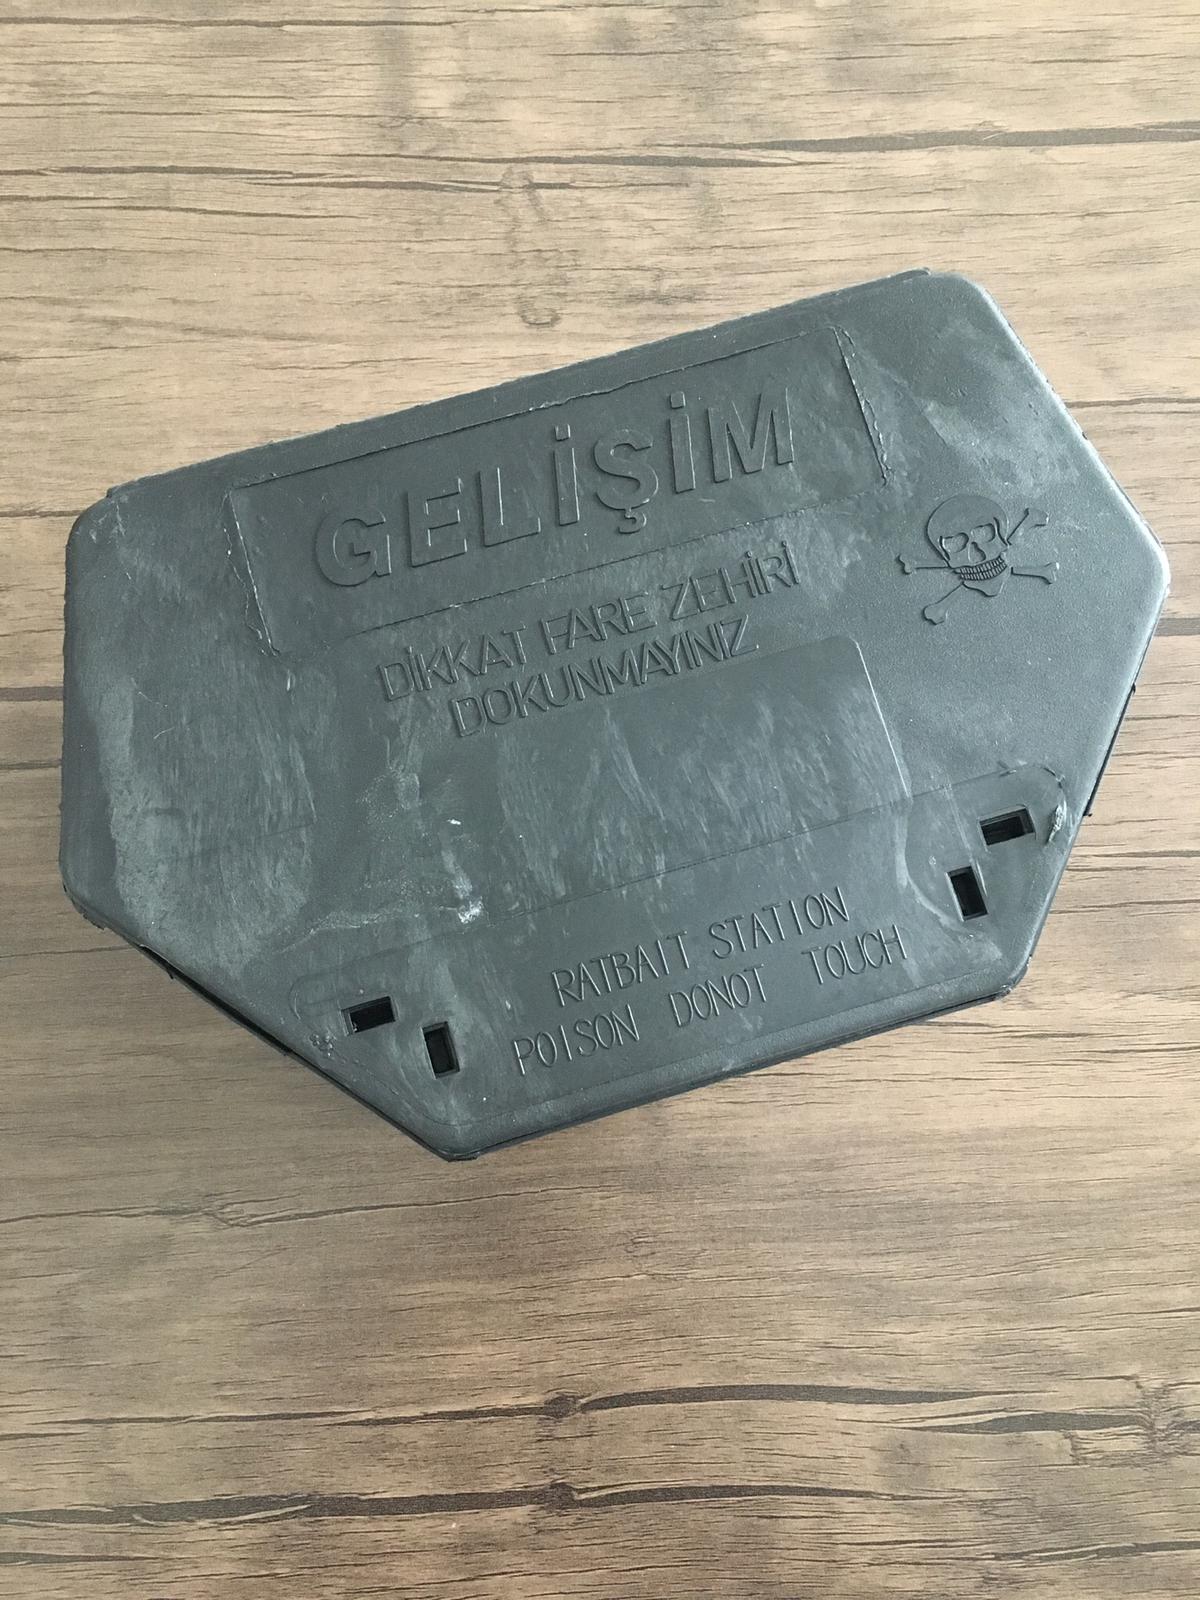 GELİŞİM
DİKKAT FARE ZEHİRİ
DOKUNMAYINIZ
RATBAIT STATION
POISON DONOT TOUCH